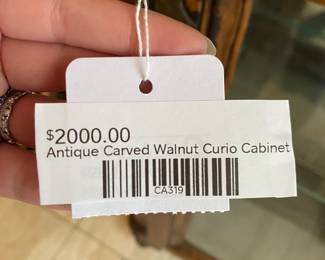 $2000.00
Antique Carved Walnut Curio Cabinet
CA319